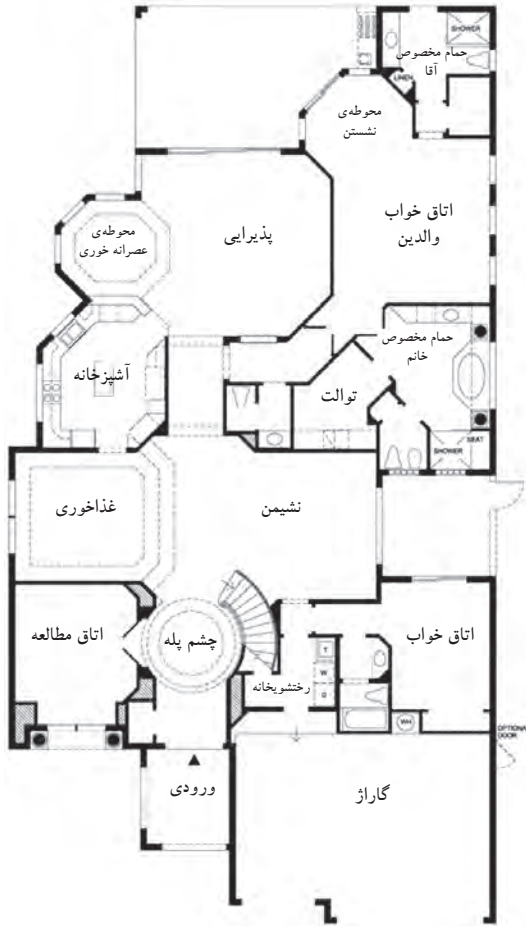 SHOWER
حمام مخصوص
آقا
LINEN
محوطه‌ی
نشستن
اتاق خواب
والدین
پذیرایی
محوطه‌ی
عصرانه خوری
حمام مخصوص
خانم
آشپزخانه
توالت
SEAT
SHOWER
غذاخوری
نشیمن
اتاق مطالعه
چشم پله
اتاق خواب
رختشویخانه
T
W
D
WH
OPTIONAL
DOOR
ورودی
گاراژ